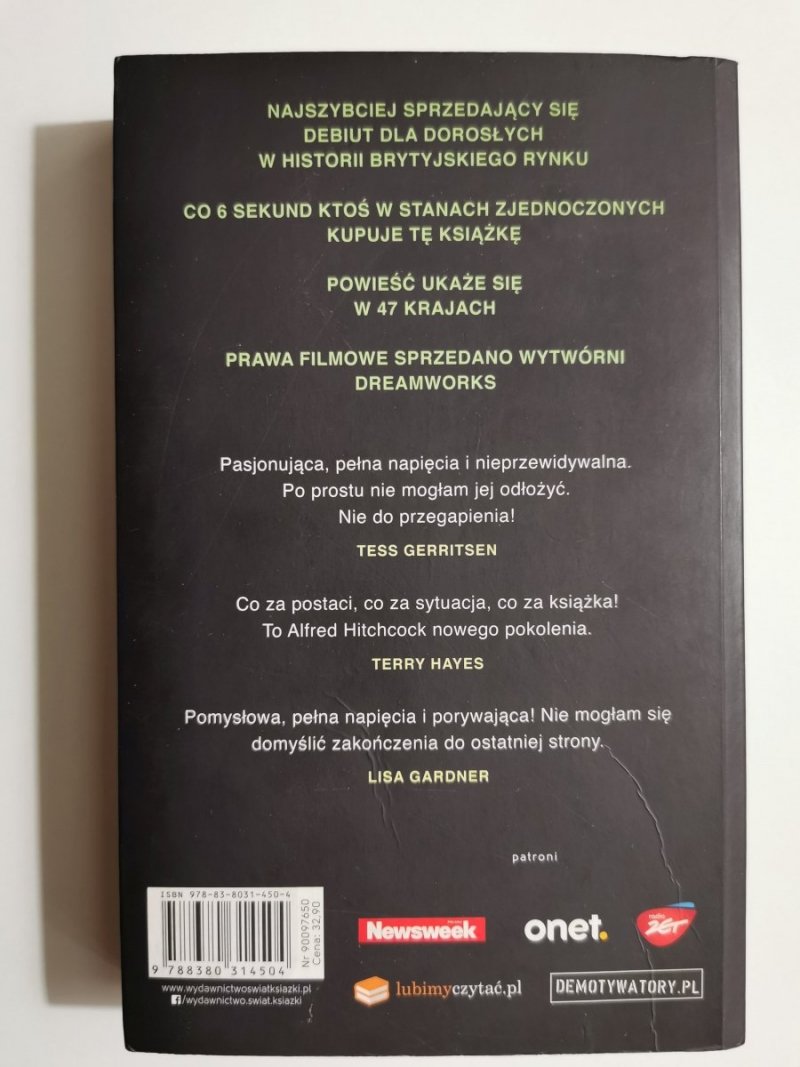 NAJSZYBCIEJ SPRZEDAJĄCY SIĘ
DEBIUT DLA DOROSŁYCH
W HISTORII BRYTYJSKIEGO RYNKU
CO 6 SEKUND KTOŚ W STANACH ZJEDNOCZONYCH
KUPUJE TĘ KSIĄŻKĘ
POWIEŚĆ UKAŻE SIĘ
W 47 KRAJACH
PRAWA FILMOWE SPRZEDANO WYTWÓRNI
DREAMWORKS
Pasjonująca, pełna napięcia i nieprzewidywalna.
Po prostu nie mogłam jej odłożyć.
Nie do przegapienia!
TESS GERRITSEN
Co za postaci, co za sytuacja, co za książka!
To Alfred Hitchcock nowego pokolenia.
TERRY HAYES
Pomysłowa, pełna napięcia i porywająca! Nie mogłam się
domyślić zakończenia do ostatniej strony.
LISA GARDNER
patroni
ISBN 978-83-8031-450-4
9 788380 314504
Nr 90097650
Cena: 32,90
www.wydawnictwoswiatksiazki.pl
/wydawnictwo.swiat.ksiazki
Newsweek
onet.
radio
ZET
lubimyczytać.pl
DEMOTYWATORY.PL